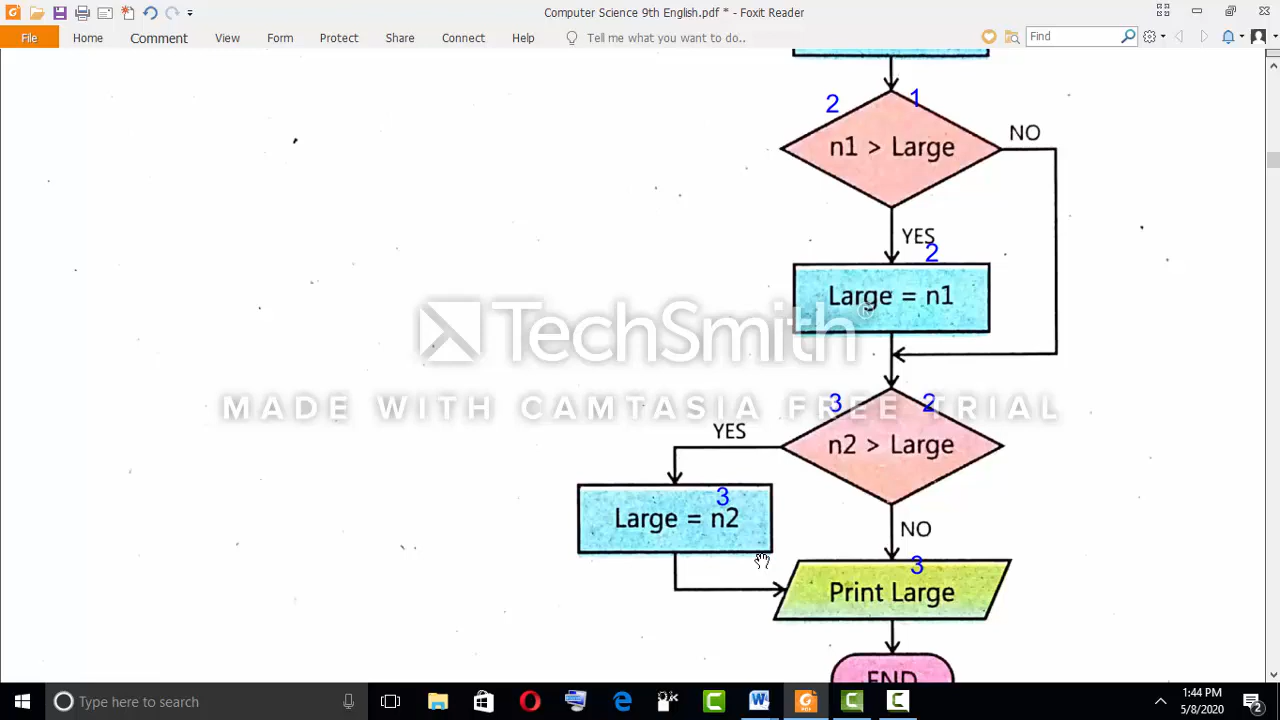 Computer Science 9th English.pdf * - Foxit Reader
File Home Comment View Form Protect Share Connect Help Tell me what you want to do.. Find
2 1
n1 > Large
NO
YES
2
Large = n1
TechSmith
MADE WITH CAMTASIA FREE TRIAL
3 2
n2 > Large
YES
3
Large = n2
NO
3
Print Large
END
Type here to search
1:44 PM
5/8/2020
2